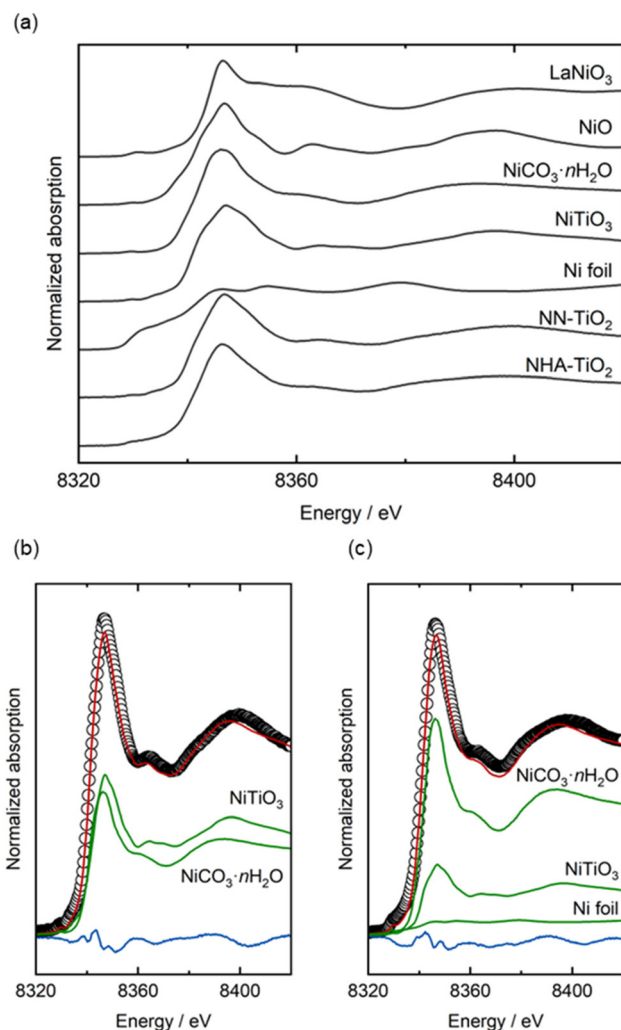 (a)
Normalized abosrption
LaNiO3
NiO
NiCO3·nH2O
NiTiO3
Ni foil
NN-TiO2
NHA-TiO2
8320 8360 8400
Energy / eV
(b)
Normalized absorption
NiTiO3
NiCO3·nH2O
8320 8360 8400
Energy / eV
(c)
Normalized absorption
NiCO3·nH2O
NiTiO3
Ni foil
8320 8360 8400
Energy / eV